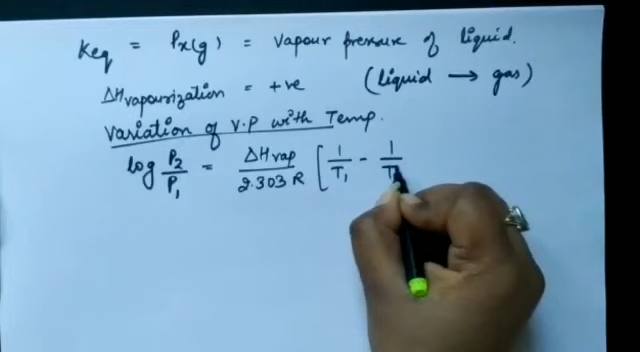 Keq = Px(g) = vapour pressure of liquid.
ΔHvapourization = +ve (liquid → gas)
Variation of V.P with Temp.
log P2/P1 = ΔHvap/2.303 R [1/T1 - 1/T